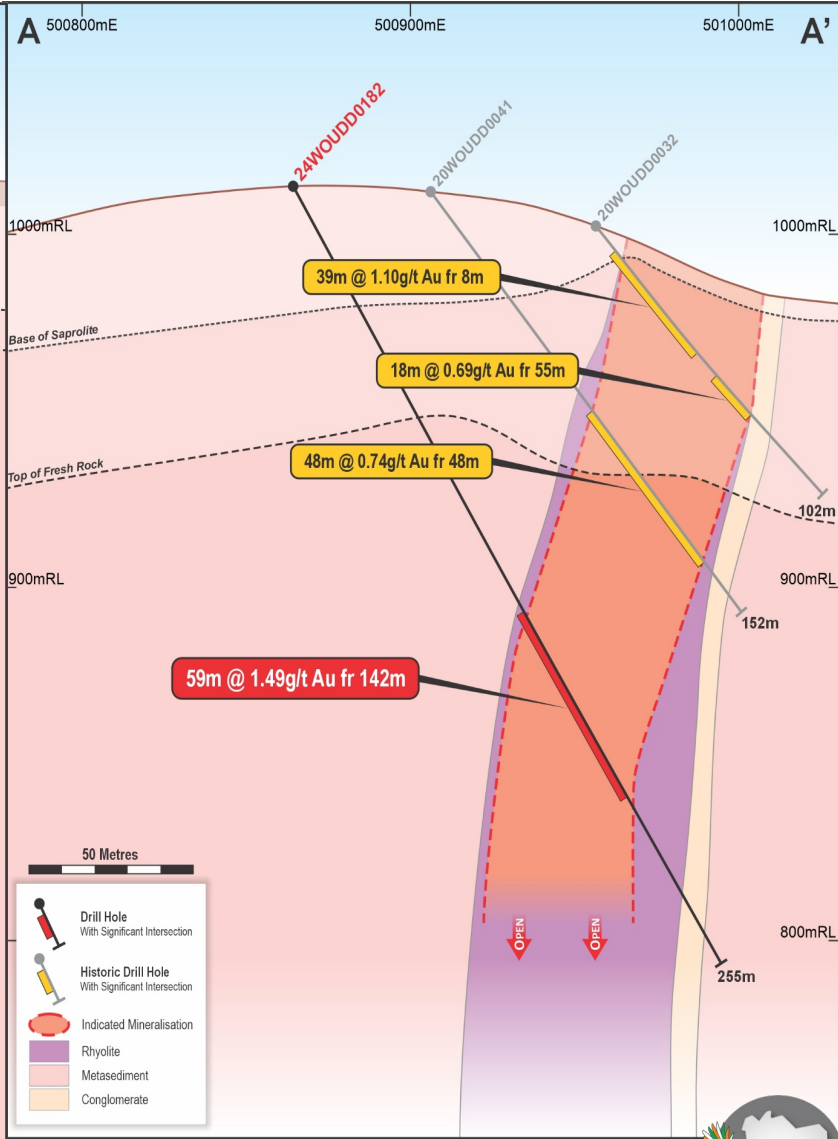 A
500800mE
500900mE
501000mE
A'
24WOUDD0182
20WOUDD0041
20WOUDD0032
1000mRL
1000mRL
39m @ 1.10g/t Au fr 8m
Base of Saprolite
18m @ 0.69g/t Au fr 55m
48m @ 0.74g/t Au fr 48m
Top of Fresh Rock
102m
900mRL
900mRL
152m
59m @ 1.49g/t Au fr 142m
50 Metres
Drill Hole
With Significant Intersection
OPEN
OPEN
800mRL
255m
Historic Drill Hole
With Significant Intersection
Indicated Mineralisation
Rhyolite
Metasediment
Conglomerate